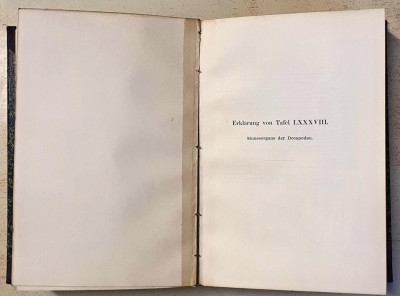 Erklärung von Tafel LXXXVIII.
Sinnesorgane der Decapoden.